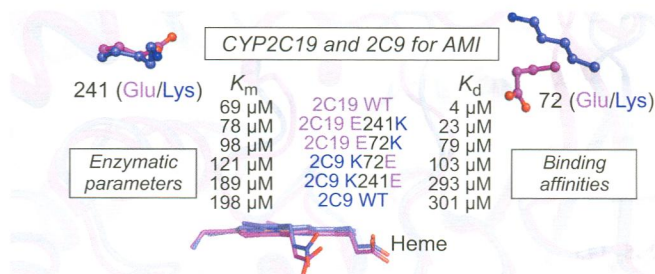 CYP2C19 and 2C9 for AMI
241 (Glu/Lys)
72 (Glu/Lys)
Km Kd
69 µM 2C19 WT 4 µM
78 µM 2C19 E241K 23 µM
98 µM 2C19 E72K 79 µM
121 µM 2C9 K72E 103 µM
189 µM 2C9 K241E 293 µM
198 µM 2C9 WT 301 µM
Enzymatic
parameters
Binding
affinities
Heme